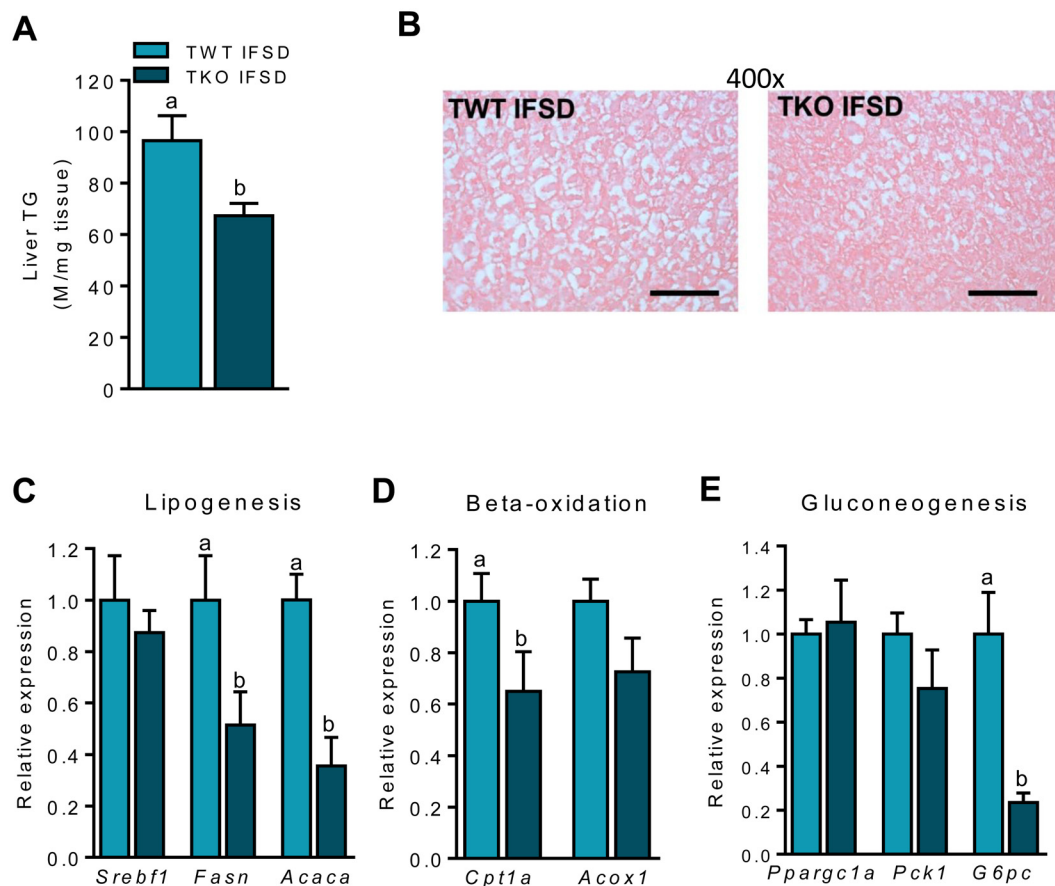 A
TWT IFSD
TKO IFSD
Liver TG
(M/mg tissue)
120
100
80
60
40
20
0
a
b
B
400x
TWT IFSD
TKO IFSD
C
Lipogenesis
Relative expression
1.2
1.0
0.8
0.6
0.4
0.2
0.0
a
b
a
b
Srebf1 Fasn Acaca
D
Beta-oxidation
Relative expression
1.2
1.0
0.8
0.6
0.4
0.2
0.0
a
b
Cpt1a Acox1
E
Gluconeogenesis
Relative expression
1.4
1.2
1.0
0.8
0.6
0.4
0.2
0.0
a
b
Ppargc1a Pck1 G6pc